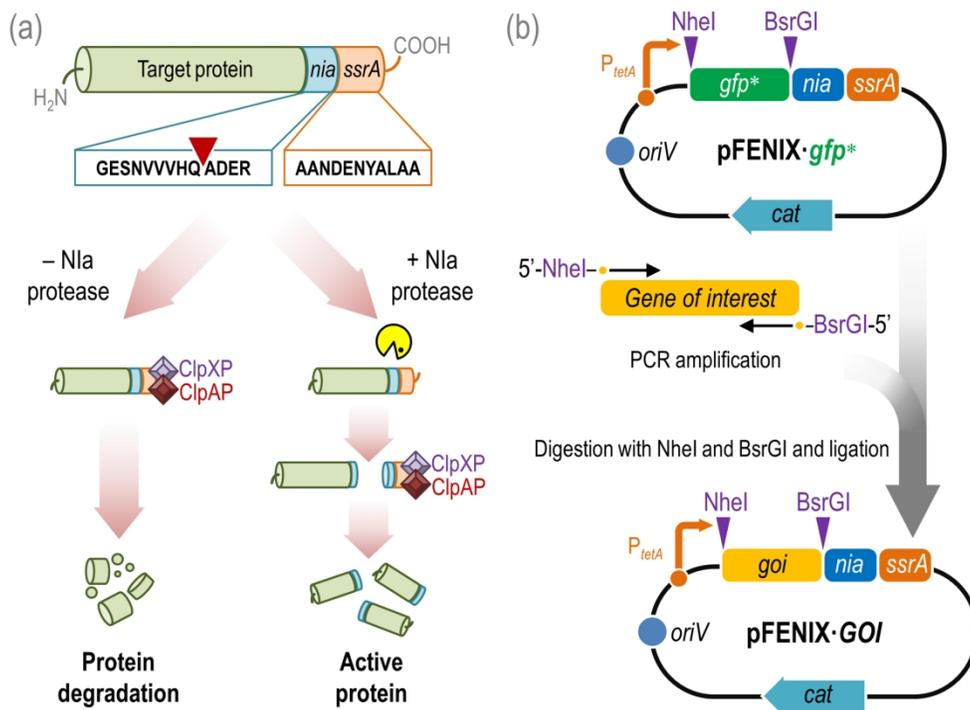 (a)
Target protein nia ssrA
COOH
H2N
GESNVVVHQ ADER
AANDENYALAA
– NIa
protease
+ NIa
protease
ClpXP
ClpAP
ClpXP
ClpAP
Protein
degradation
Active
protein
(b)
NheI BsrGI
PtetA
gfp* nia ssrA
oriV
pFENIX·gfp*
cat
5’-NheI–
Gene of interest
–BsrGI-5’
PCR amplification
Digestion with NheI and BsrGI and ligation
NheI BsrGI
PtetA
goi nia ssrA
oriV
pFENIX·GOI
cat